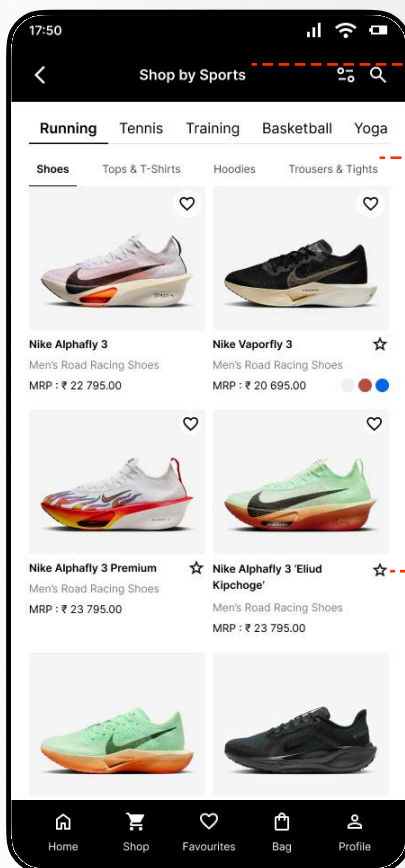 17:50
Shop by Sports
Running Tennis Training Basketball Yoga
Shoes Tops & T-Shirts Hoodies Trousers & Tights
Nike Alphafly 3
Men's Road Racing Shoes
MRP : ₹ 22 795.00
Nike Vaporfly 3
Men's Road Racing Shoes
MRP : ₹ 20 695.00
Nike Alphafly 3 Premium
Men's Road Racing Shoes
MRP : ₹ 23 795.00
Nike Alphafly 3 'Eliud
Kipchoge'
Men's Road Racing Shoes
MRP : ₹ 23 795.00
Home Shop Favourites Bag Profile